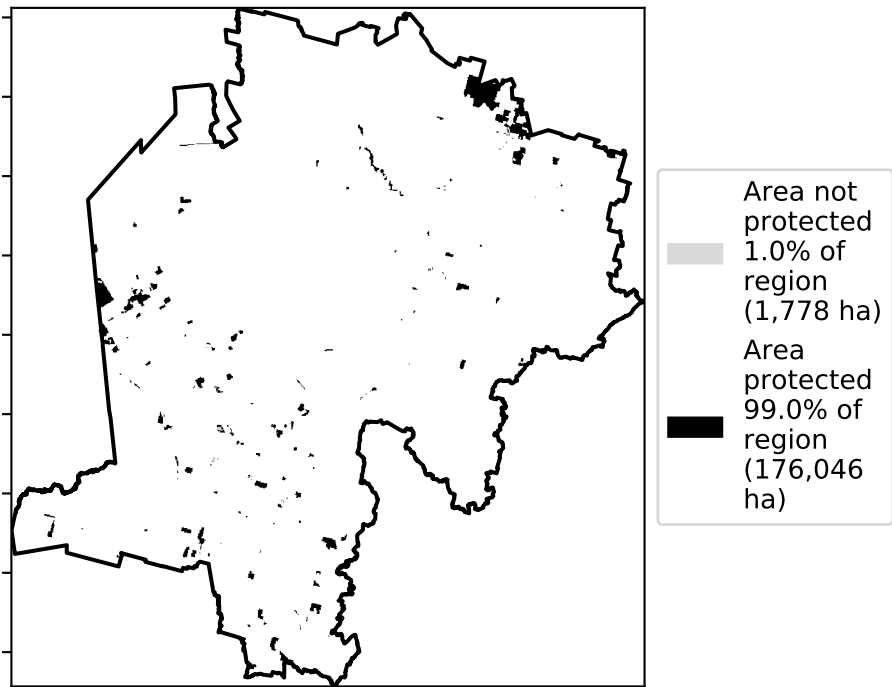 Area not
protected
1.0% of
region
(1,778 ha)
Area
protected
99.0% of
region
(176,046
ha)